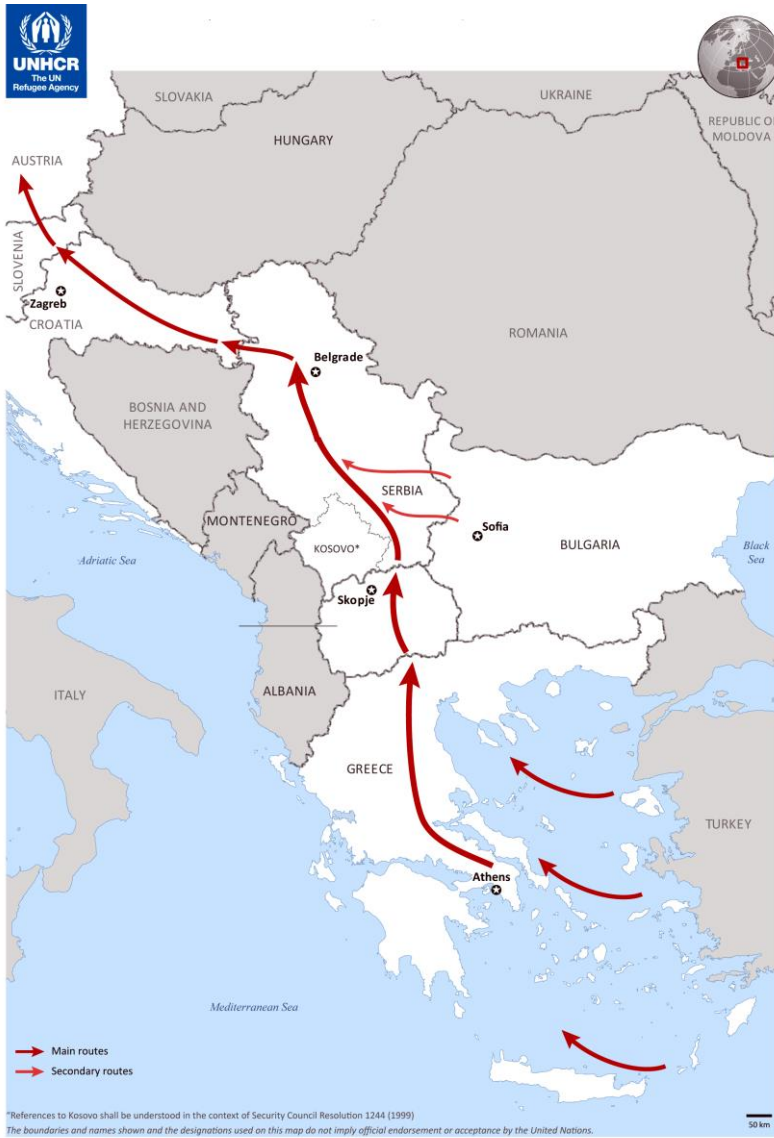 UNHCR
The UN
Refugee Agency
SLOVAKIA
UKRAINE
REPUBLIC OF
MOLDOVA
HUNGARY
AUSTRIA
SLOVENIA
Zagreb
CROATIA
ROMANIA
Belgrade
BOSNIA AND
HERZEGOVINA
SERBIA
MONTENEGRO
Sofia
KOSOVO*
BULGARIA
Black
Sea
Adriatic Sea
Skopje
ITALY
ALBANIA
GREECE
TURKEY
Athens
Mediterranean Sea
Main routes
Secondary routes
*References to Kosovo shall be understood in the context of Security Council Resolution 1244 (1999)
The boundaries and names shown and the designations used on this map do not imply official endorsement or acceptance by the United Nations.
50 km